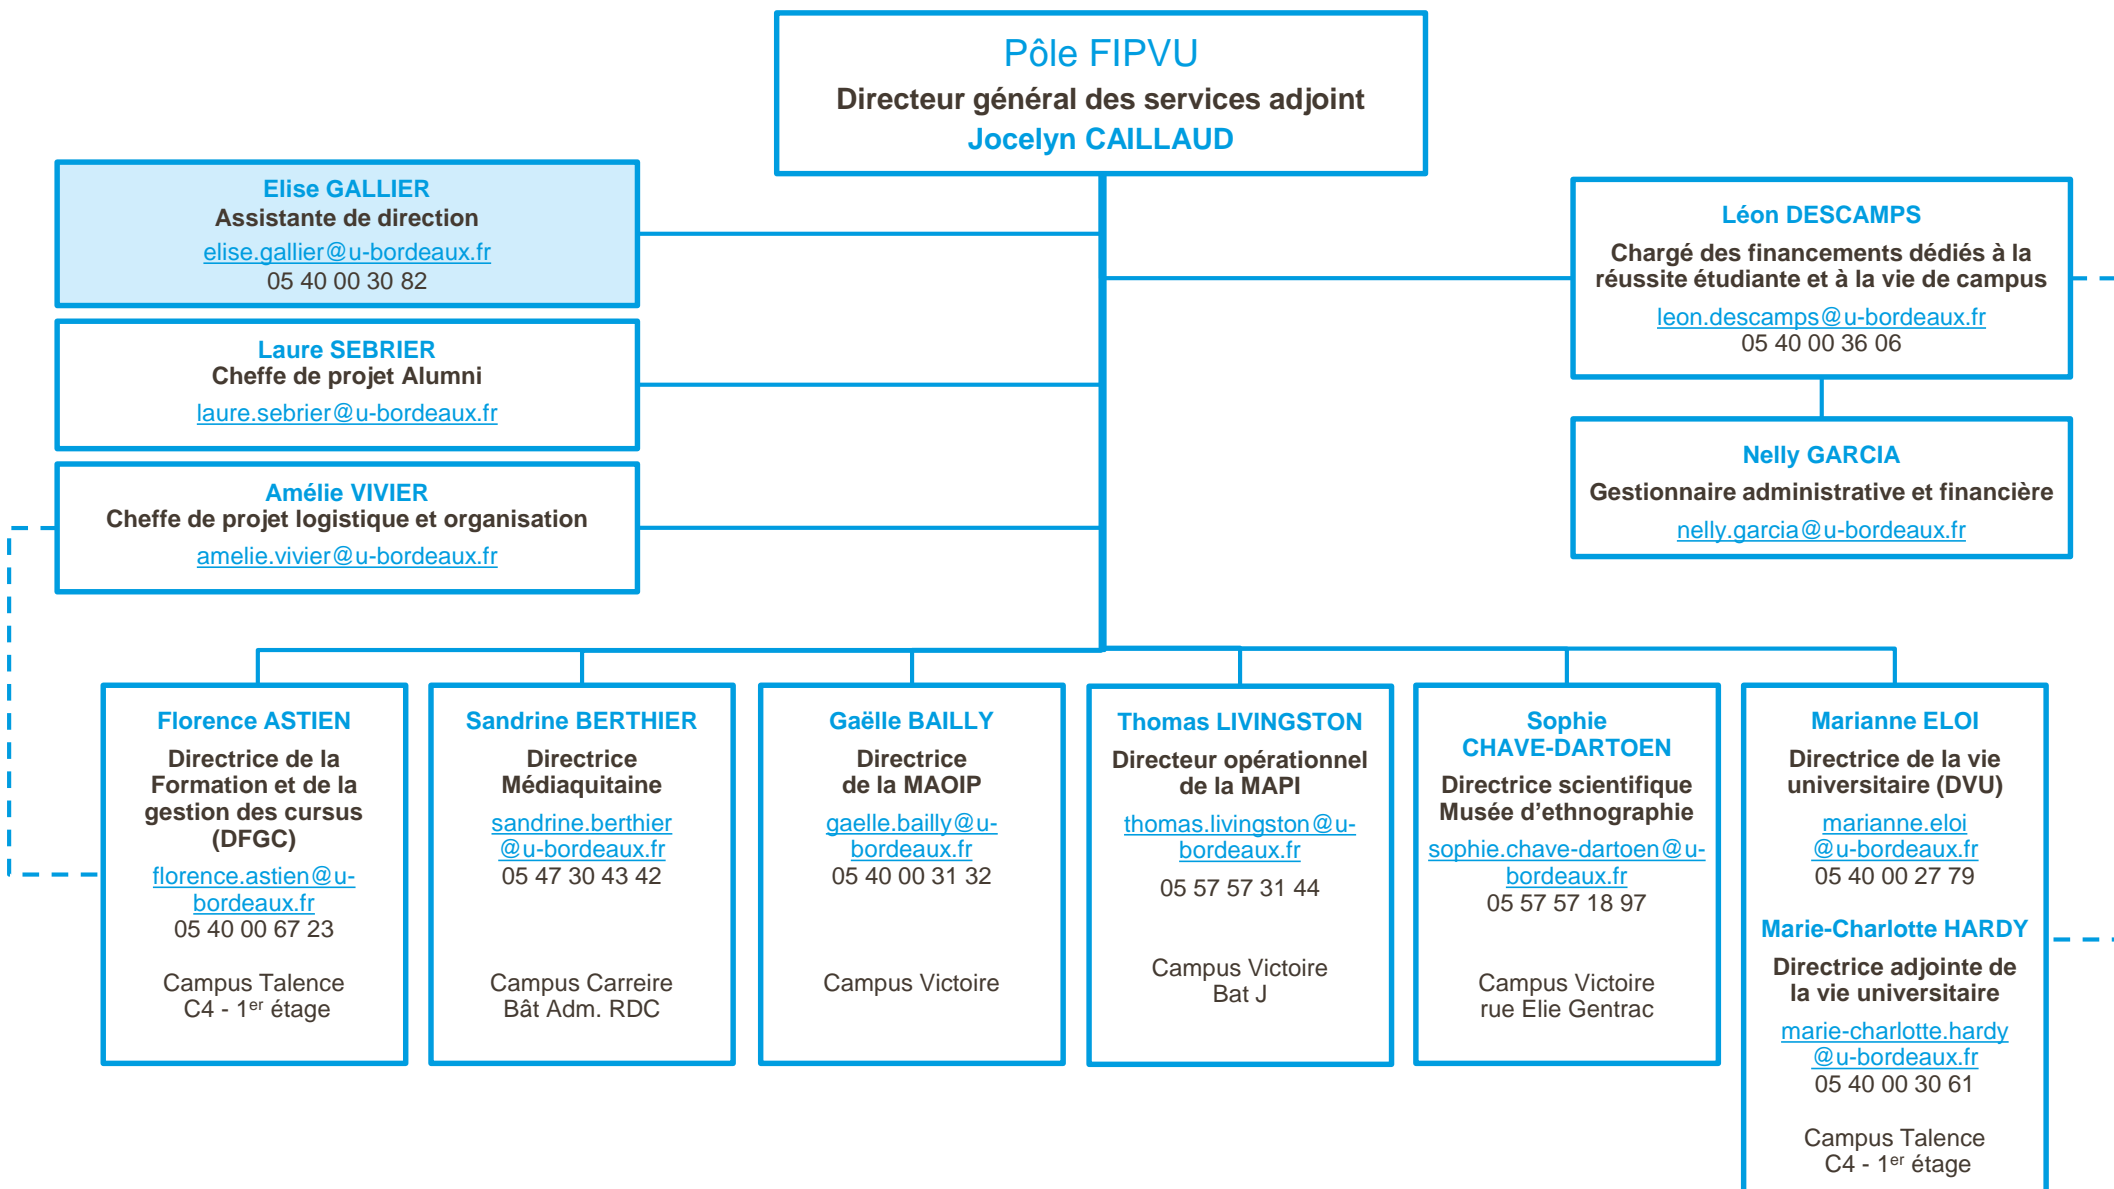 Pôle FIPVU
Directeur général des services adjoint
Jocelyn CAILLAUD
Elise GALLIER
Assistante de direction
elise.gallier@u-bordeaux.fr
05 40 00 30 82
Laure SEBRIER
Cheffe de projet Alumni
laure.sebrier@u-bordeaux.fr
Amélie VIVIER
Cheffe de projet logistique et organisation
amelie.vivier@u-bordeaux.fr
Léon DESCAMPS
Chargé des financements dédiés à la
réussite étudiante et à la vie de campus
leon.descamps@u-bordeaux.fr
05 40 00 36 06
Nelly GARCIA
Gestionnaire administrative et financière
nelly.garcia@u-bordeaux.fr
Florence ASTIEN
Directrice de la
Formation et de la
gestion des cursus
(DFGC)
florence.astien@u-
bordeaux.fr
05 40 00 67 23
Campus Talence
C4 - 1er étage
Sandrine BERTHIER
Directrice
Médiaquitaine
sandrine.berthier
@u-bordeaux.fr
05 47 30 43 42
Campus Carreire
Bât Adm. RDC
Gaëlle BAILLY
Directrice
de la MAOIP
gaelle.bailly@u-
bordeaux.fr
05 40 00 31 32
Campus Victoire
Thomas LIVINGSTON
Directeur opérationnel
de la MAPI
thomas.livingston@u-
bordeaux.fr
05 57 57 31 44
Campus Victoire
Bat J
Sophie
CHAVE-DARTOEN
Directrice scientifique
Musée d'ethnographie
sophie.chave-dartoen@u-
bordeaux.fr
05 57 57 18 97
Campus Victoire
rue Elie Gentrac
Marianne ELOI
Directrice de la vie
universitaire (DVU)
marianne.eloi
@u-bordeaux.fr
05 40 00 27 79
Marie-Charlotte HARDY
Directrice adjointe de
la vie universitaire
marie-charlotte.hardy
@u-bordeaux.fr
05 40 00 30 61
Campus Talence
C4 - 1er étage